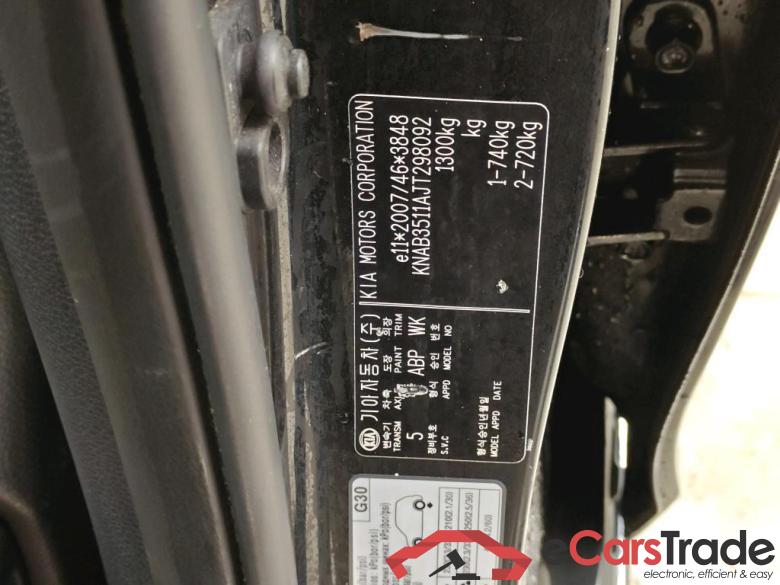 KIA 기아자동차(주) KIA MOTORS CORPORATION
변속기 차축 도장 외장
TRANSM AXLE PAINT TRIM
5 ABP WK
정비부호 형식 승인 번호
S.V.C APPD MODEL NO
형식승인년월일
MODEL APPD DATE
e11*2007/46*3848
KNAB3511AJT298092
1300kg
kg
1-740kg
2-720kg
G30
eCarsTrade
electronic, efficient & easy